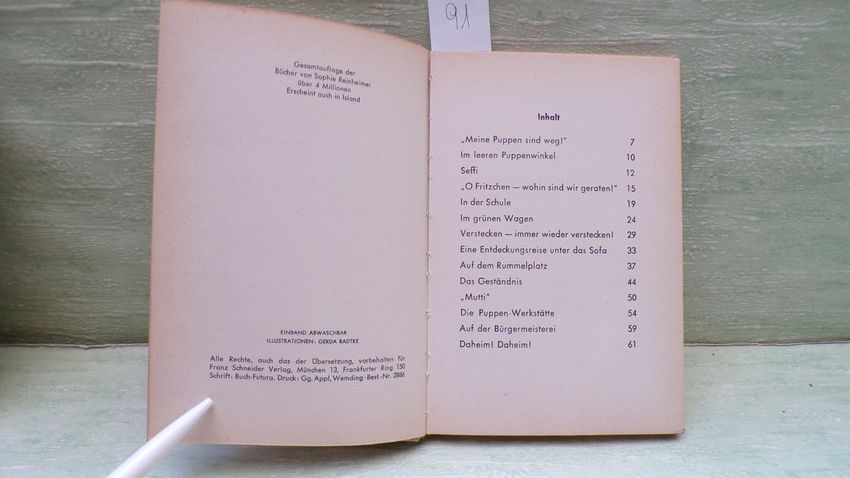 91
Gesamtauflage der
Bücher von Sophie Reinheimer
über 4 Millionen
Erscheint auch in Island
EINBAND ABWASCHBAR
ILLUSTRATIONEN: GERDA RADTKE
Alle Rechte, auch das der Übersetzung, vorbehalten für
Franz Schneider Verlag, München 13, Frankfurter Ring 150
Schrift: Buch-Futura. Druck: Gg. Appl, Wemding · Best.-Nr. 2886
Inhalt
„Meine Puppen sind weg!" 7
Im leeren Puppenwinkel 10
Seffi 12
„O Fritzchen — wohin sind wir geraten!" 15
In der Schule 19
Im grünen Wagen 24
Verstecken — immer wieder verstecken! 29
Eine Entdeckungsreise unter das Sofa 33
Auf dem Rummelplatz 37
Das Geständnis 44
„Mutti" 50
Die Puppen-Werkstätte 54
Auf der Bürgermeisterei 59
Daheim! Daheim! 61